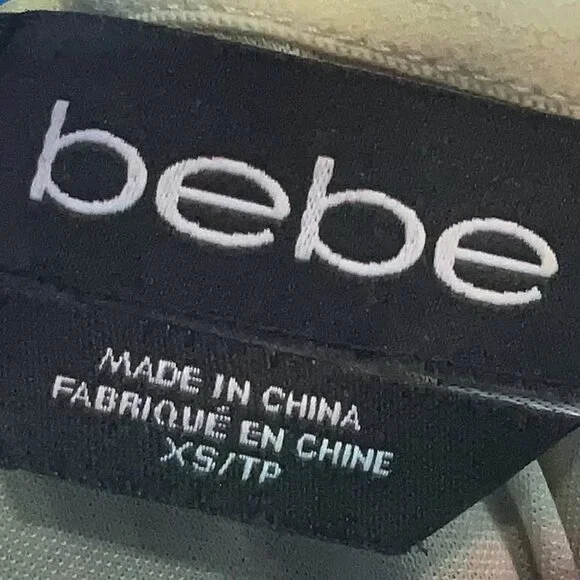 bebe
MADE IN CHINA
FABRIQUÉ EN CHINE
XS/TP